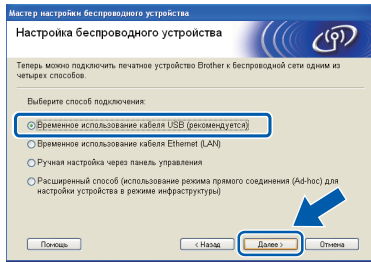 Мастер настройки беспроводного устройства
Настройка беспроводного устройства
Теперь можно подключить печатное устройство Brother к беспроводной сети одним из
четырех способов.
Выберите способ подключения:
Временное использование кабеля USB (рекомендуется)
Временное использование кабеля Ethernet (LAN)
Ручная настройка через панель управления
Расширенный способ (использование режима прямого соединения (Ad-hoc) для
настройки устройства в режиме инфраструктуры)
Помощь < Назад Далее > Отмена